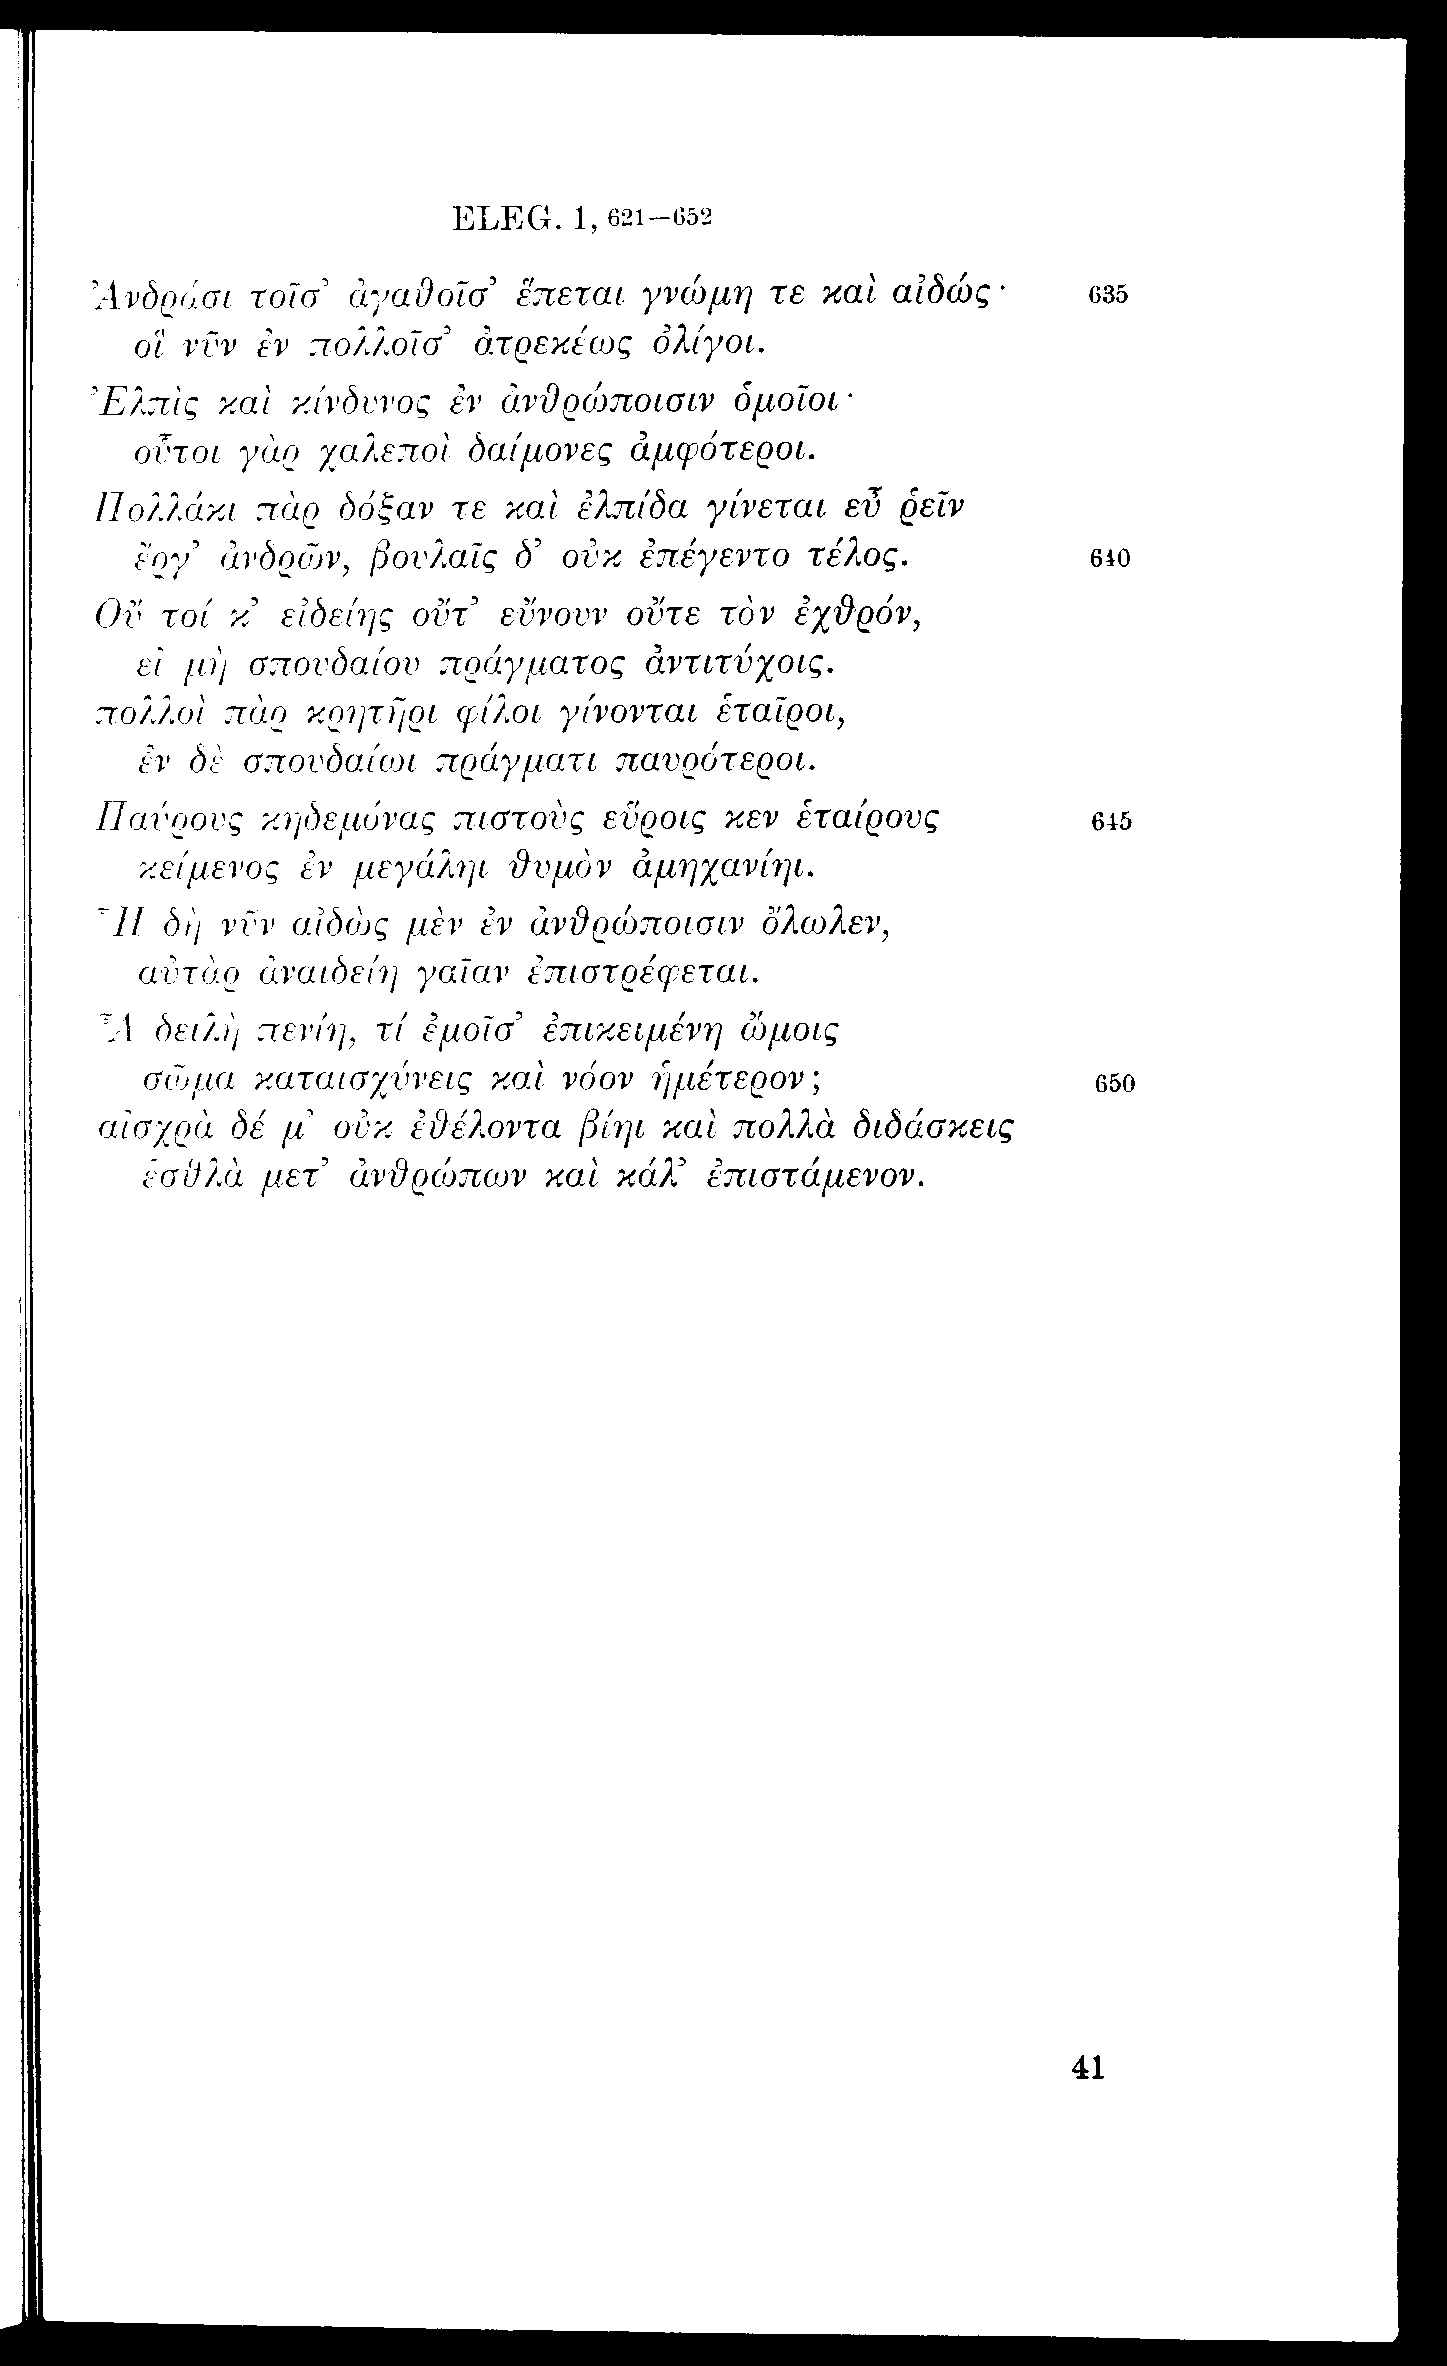 ELEG. 1, 621—652
Ἀνδράσι τοῖσ’ ἀγαθοῖσ’ ἕπεται γνώμη τε καὶ αἰδώς· 635
οἳ νῦν ἐν πολλοῖσ’ ἀτρεκέως ὀλίγοι.
Ἐλπὶς καὶ κίνδυνος ἐν ἀνθρώποισιν ὁμοῖοι·
οὗτοι γὰρ χαλεποὶ δαίμονες ἀμφότεροι.
Πολλάκι πὰρ δόξαν τε καὶ ἐλπίδα γίνεται εὖ ῥεῖν
ἔργ’ ἀνδρῶν, βουλαῖς δ’ οὐκ ἐπέγεντο τέλος. 640
Οὔ τοί κ’ εἰδείης οὔτ’ εὔνουν οὔτε τὸν ἐχθρόν,
εἰ μὴ σπουδαίου πράγματος ἀντιτύχοις.
πολλοὶ πὰρ κρητῆρι φίλοι γίνονται ἑταῖροι,
ἐν δὲ σπουδαίωι πράγματι παυρότεροι.
Παύρους κηδεμόνας πιστοὺς εὕροις κεν ἑταίρους 645
κείμενος ἐν μεγάληι θυμὸν ἀμηχανίηι.
Ἦ δὴ νῦν αἰδὼς μὲν ἐν ἀνθρώποισιν ὄλωλεν,
αὐτὰρ ἀναιδείη γαῖαν ἐπιστρέφεται.
Ἆ δειλὴ πενίη, τί ἐμοῖσ’ ἐπικειμένη ὤμοις
σῶμα καταισχύνεις καὶ νόον ἡμέτερον; 650
αἰσχρὰ δέ μ’ οὐκ ἐθέλοντα βίηι καὶ πολλὰ διδάσκεις
ἐσθλὰ μετ’ ἀνθρώπων καὶ κάλ’ ἐπιστάμενον.
41